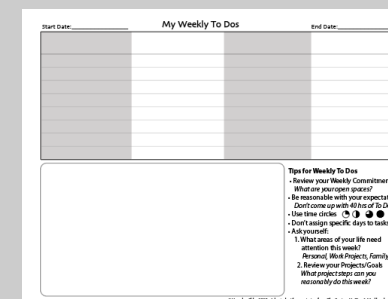 Start Date: My Weekly To Dos End Date:
Tips for Weekly To Dos
• Review your Weekly
What are your open spaces?
• Be reasonable with your
Don't come up with 40 hrs of To
• Use time circles
• Don't assign specific days to tasks
• Ask yourself:
1. What areas of your life need
attention this week?
Personal, Work Projects, Family
2. Review your Projects/Goals
What project steps can you
reasonably do this week?